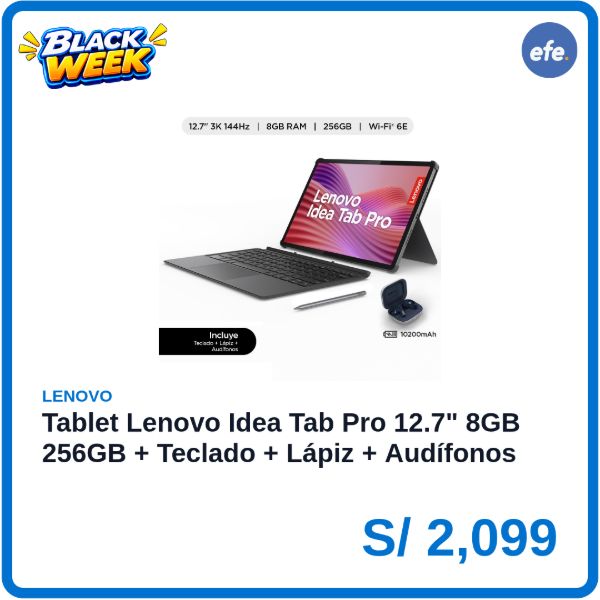 BLACK
WEEK
efe.
12.7" 3K 144Hz | 8GB RAM | 256GB | Wi-Fi 6E
Lenovo
Idea Tab Pro
Lenovo
Incluye
Teclado + Lápiz +
Audífonos
10200mAh
LENOVO
Tablet Lenovo Idea Tab Pro 12.7" 8GB
256GB + Teclado + Lápiz + Audífonos
S/ 2,099